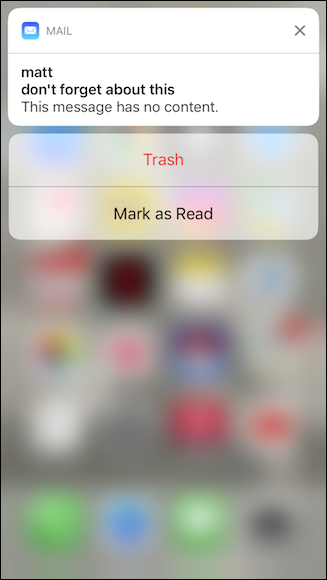 MAIL
matt
don't forget about this
This message has no content.
Trash
Mark as Read